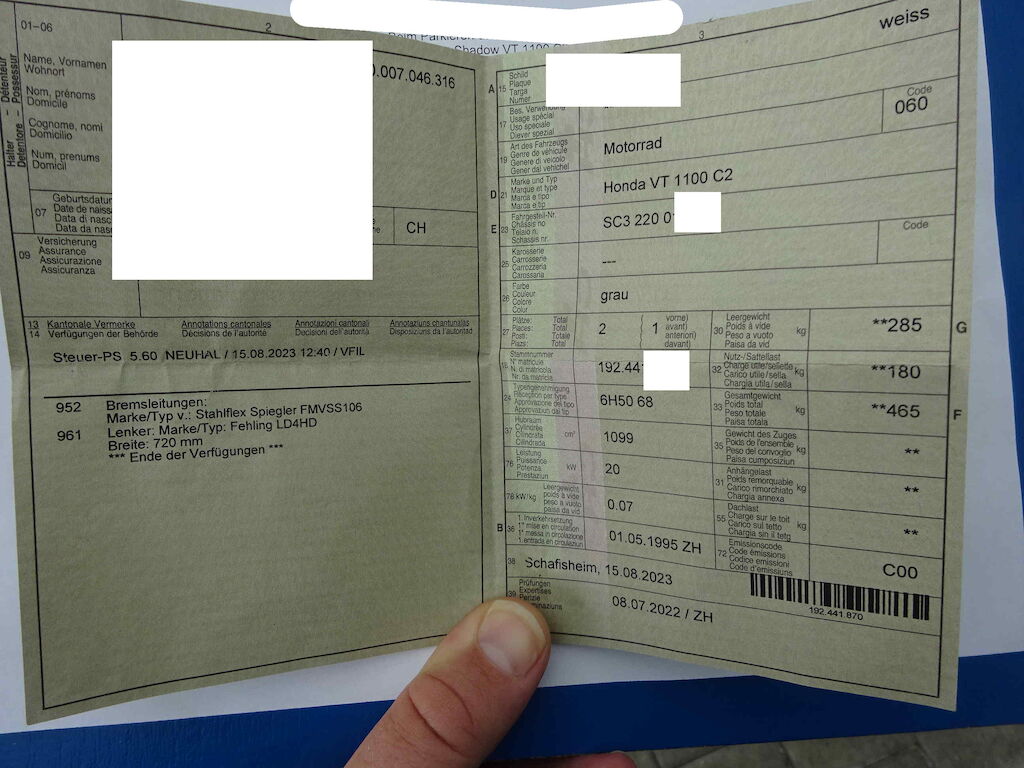 Beim Parkieren
Shadow VT 1100 C
01–06
2
Détenteur Possessur
Halter Detentore
Name, Vornamen
Wohnort
Nom, prénoms
Domicile
Cognome, nomi
Domicilio
Num, prenums
Domicil
0.007.046.316
07
Geburtsdatum
Date de naiss
Data di nasc
Data da nas
CH
09
Versicherung
Assurance
Assicurazione
Assicuranza
13 Kantonale Vermerke Annotations cantonales Annotazioni cantonali Annotaziuns chantunalas
14 Verfügungen der Behörde Décisions de l'autorité Decisioni dell'autorità Disposiziuns da l'autoritad
Steuer-PS 5.60 NEUHAL / 15.08.2023 12:40 / VFIL
952 Bremsleitungen:
Marke/Typ v.: Stahlflex Spiegler FMVSS106
961 Lenker: Marke/Typ: Fehling LD4HD
Breite: 720 mm
*** Ende der Verfügungen ***
3
weiss
A 15
Schild
Plaque
Targa
Numer
17
Bes. Verwendung
Usage spécial
Uso speciale
Diever spezial
Code
060
19
Art des Fahrzeugs
Genre de véhicule
Genere di veicolo
Gener dal vehichel
Motorrad
D 21
Marke und Typ
Marque et type
Marca e tipo
Marca e tip
Honda VT 1100 C2
E 23
Fahrgestell-Nr.
Châssis no
Telaio n.
Schassis nr.
SC3 220 0
25
Karosserie
Carrosserie
Carrozzeria
Carossaria
---
Code
26
Farbe
Couleur
Colore
Color
grau
27
Plätze: Total
Places: Total
Posti: Totale
Plazs: Total
2
( 1
vorne)
avant)
anteriori)
davant)
30
Leergewicht
Poids à vide
Peso a vuoto
Paisa da vid
kg
**285
G
Stammnummer
N° matricule
N. di matricola
Nr. da matricla
192.44
32
Nutz-/Sattellast
Charge utile/sellette
Carico utile/sella
Chargia utila/sella
kg
**180
24
Typengenehmigung
Réception par type
Approvazione del tipo
Approvaziun dal tip
6H50 68
33
Gesamtgewicht
Poids total
Peso totale
Paisa totala
kg
**465
F
37
Hubraum
Cylindrée
Cilindrata
Cilindrada
cm³
1099
35
Gewicht des Zuges
Poids de l'ensemble
Peso del convoglio
Paisa cumposiziun
kg
**
76
Leistung
Puissance
Potenza
Prestaziun
kW
20
31
Anhängelast
Poids remorquable
Carico rimorchiato
Chargia annexa
kg
**
78 kW/kg
Leergewicht
poids à vide
peso a vuoto
paisa da vid
0.07
55
Dachlast
Charge sur le toit
Carico sul tetto
Chargia sin il tetg
kg
**
B 36
1. Inverkehrsetzung
1re mise en circulation
1a messa in circolazione
1. entrada en circulaziun
01.05.1995 ZH
72
Emissionscode
Code émissions
Codice emissioni
Code d'emissiuns
C00
38 Schafisheim, 15.08.2023
39
Prüfungen
Expertises
Perizie
08.07.2022 / ZH
192.441.870